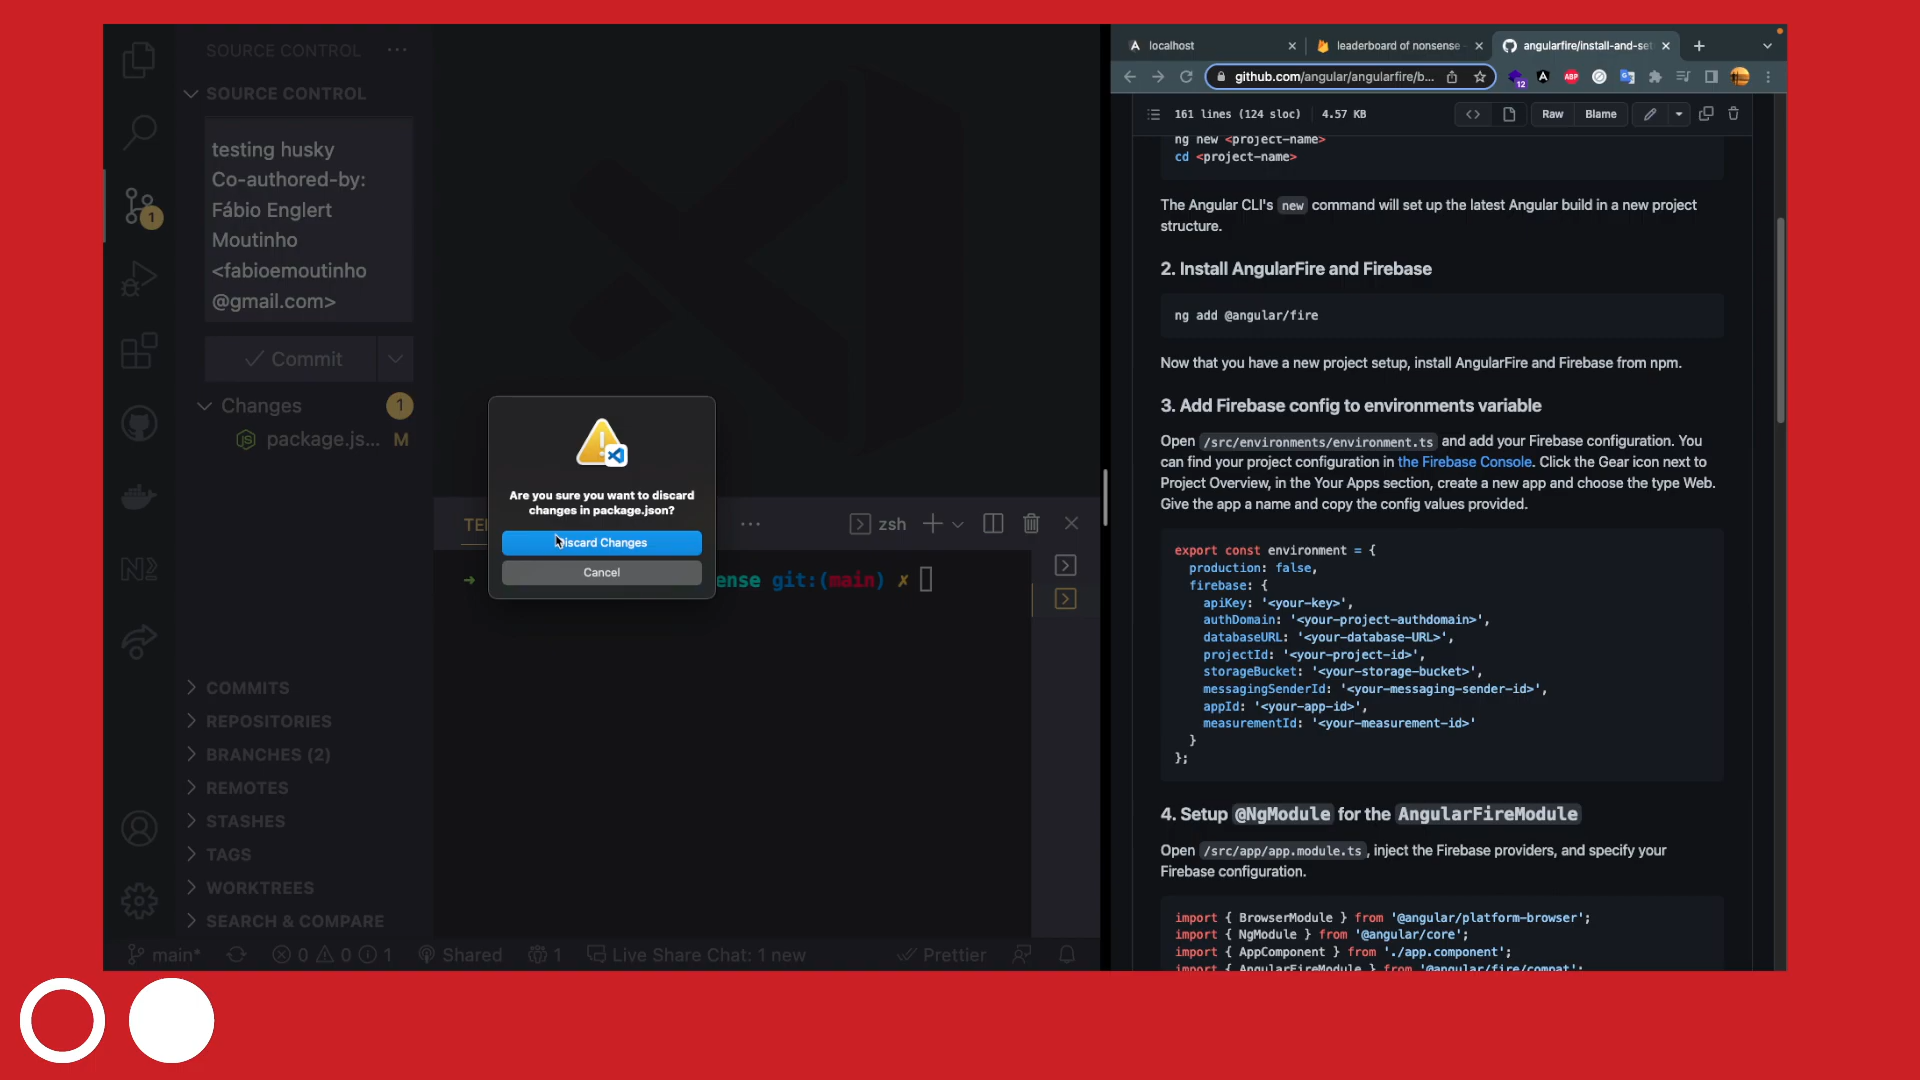 SOURCE CONTROL
SOURCE CONTROL
testing husky
Co-authored-by:
Fábio Englert
Moutinho
<fabioemoutinho
@gmail.com>
Commit
Changes 1
package.js... M
COMMITS
REPOSITORIES
BRANCHES (2)
REMOTES
STASHES
TAGS
WORKTREES
SEARCH & COMPARE
1
main* 0 0 1 Shared 1 Live Share Chat: 1 new Prettier
Are you sure you want to discard
changes in package.json?
Discard Changes
Cancel
zsh
git:(main) ✗
localhost
leaderboard of nonsense
angularfire/install-and-set
github.com/angular/angularfire/b...
12
ABP
161 lines (124 sloc) 4.57 KB
Raw Blame
ng new <project-name>
cd <project-name>
The Angular CLI's new command will set up the latest Angular build in a new project
structure.
2. Install AngularFire and Firebase
ng add @angular/fire
Now that you have a new project setup, install AngularFire and Firebase from npm.
3. Add Firebase config to environments variable
Open /src/environments/environment.ts and add your Firebase configuration. You
can find your project configuration in the Firebase Console. Click the Gear icon next to
Project Overview, in the Your Apps section, create a new app and choose the type Web.
Give the app a name and copy the config values provided.
export const environment = {
production: false,
firebase: {
apiKey: '<your-key>',
authDomain: '<your-project-authdomain>',
databaseURL: '<your-database-URL>',
projectId: '<your-project-id>',
storageBucket: '<your-storage-bucket>',
messagingSenderId: '<your-messaging-sender-id>',
appId: '<your-app-id>',
measurementId: '<your-measurement-id>'
}
};
4. Setup @NgModule for the AngularFireModule
Open /src/app/app.module.ts, inject the Firebase providers, and specify your
Firebase configuration.
import { BrowserModule } from '@angular/platform-browser';
import { NgModule } from '@angular/core';
import { AppComponent } from './app.component';
import { AngularFireModule } from '@angular/fire/compat';